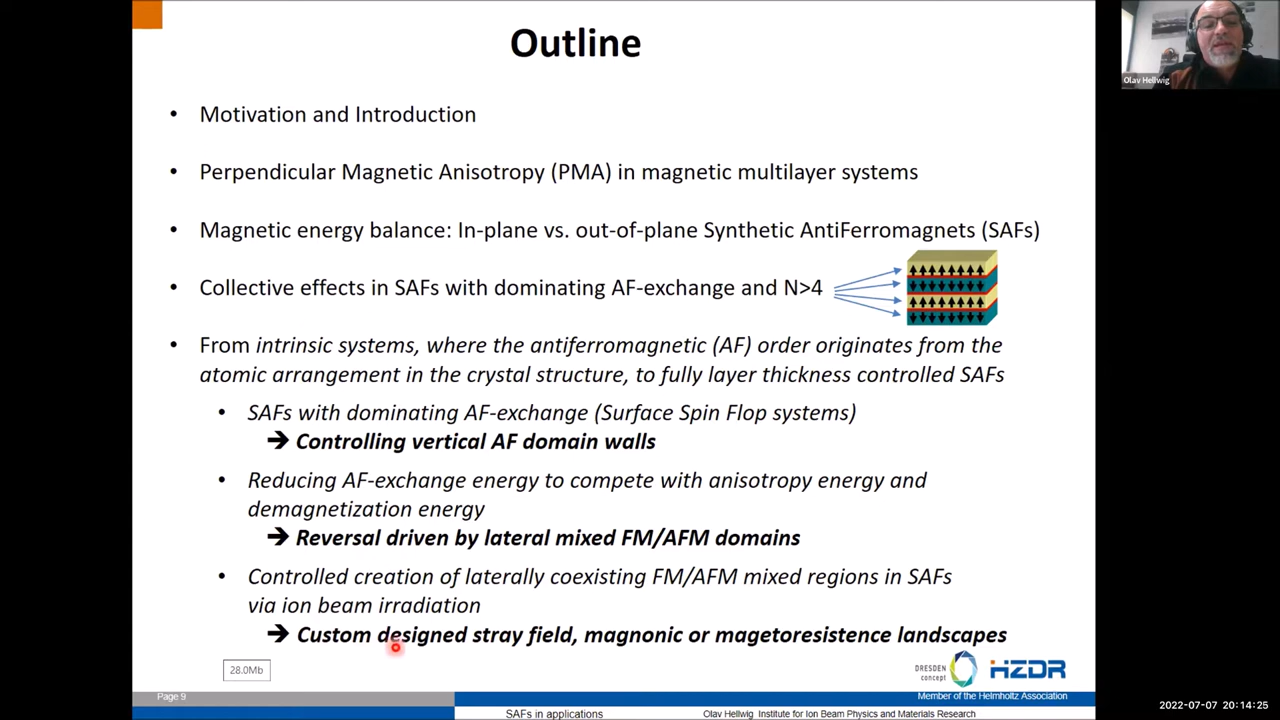 Outline
Olav Hellwig
• Motivation and Introduction
• Perpendicular Magnetic Anisotropy (PMA) in magnetic multilayer systems
• Magnetic energy balance: In-plane vs. out-of-plane Synthetic AntiFerromagnets (SAFs)
• Collective effects in SAFs with dominating AF-exchange and N>4
• From intrinsic systems, where the antiferromagnetic (AF) order originates from the
atomic arrangement in the crystal structure, to fully layer thickness controlled SAFs
• SAFs with dominating AF-exchange (Surface Spin Flop systems)
➔ Controlling vertical AF domain walls
• Reducing AF-exchange energy to compete with anisotropy energy and
demagnetization energy
➔ Reversal driven by lateral mixed FM/AFM domains
• Controlled creation of laterally coexisting FM/AFM mixed regions in SAFs
via ion beam irradiation
➔ Custom designed stray field, magnonic or magetoresistence landscapes
28.0Mb
DRESDEN
concept
HZDR
Page 9
Member of the Helmholtz Association
SAFs in applications
Olav Hellwig Institute for Ion Beam Physics and Materials Research
2022-07-07 20:14:25